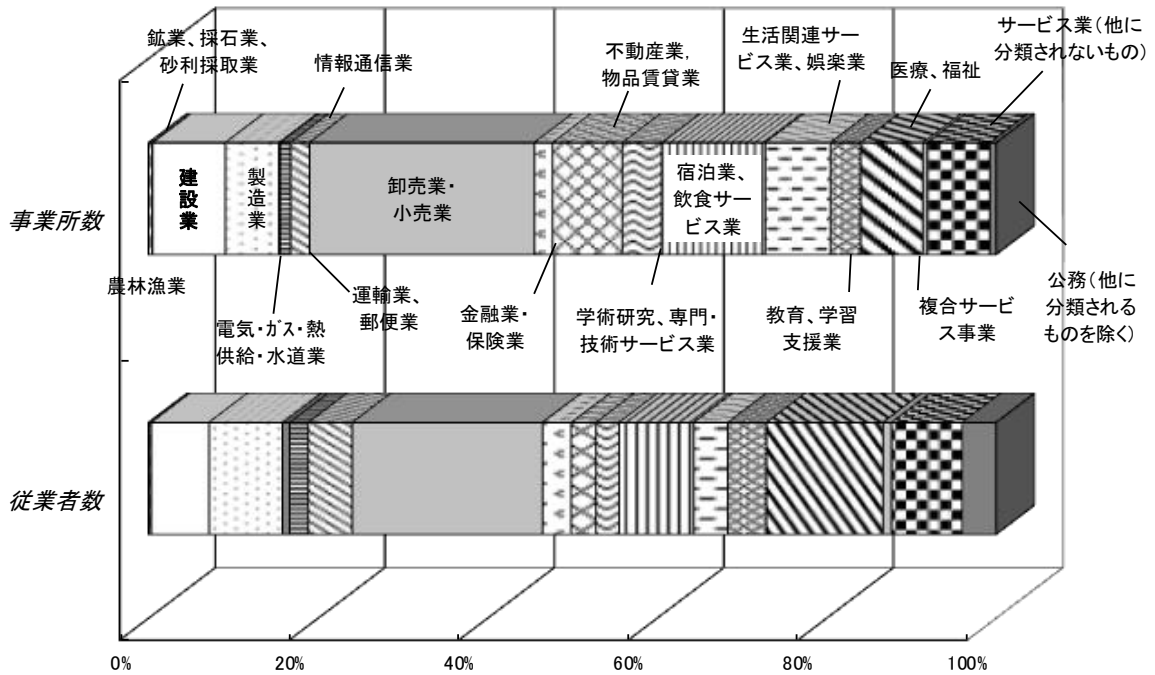 鉱業、採石業、
砂利採取業
情報通信業
不動産業,
物品賃貸業
生活関連サー
ビス業、娯楽業
医療、福祉
サービス業(他に
分類されないもの)
事業所数
建設業
製造業
卸売業・
小売業
宿泊業、
飲食サー
ビス業
農林漁業
電気・ガス・熱
供給・水道業
運輸業、
郵便業
金融業・
保険業
学術研究、専門・
技術サービス業
教育、学習
支援業
複合サービ
ス事業
公務(他に
分類される
ものを除く)
従業者数
0%
20%
40%
60%
80%
100%